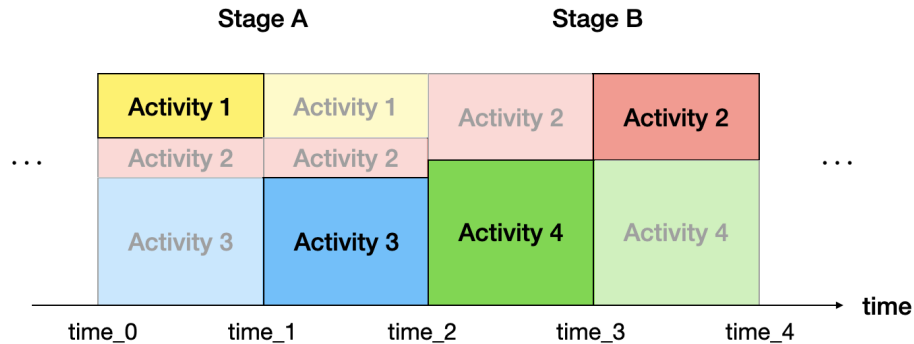 Stage A
Stage B
Activity 1
Activity 1
Activity 2
Activity 2
Activity 2
Activity 2
...
...
Activity 3
Activity 3
Activity 4
Activity 4
time
time_0
time_1
time_2
time_3
time_4